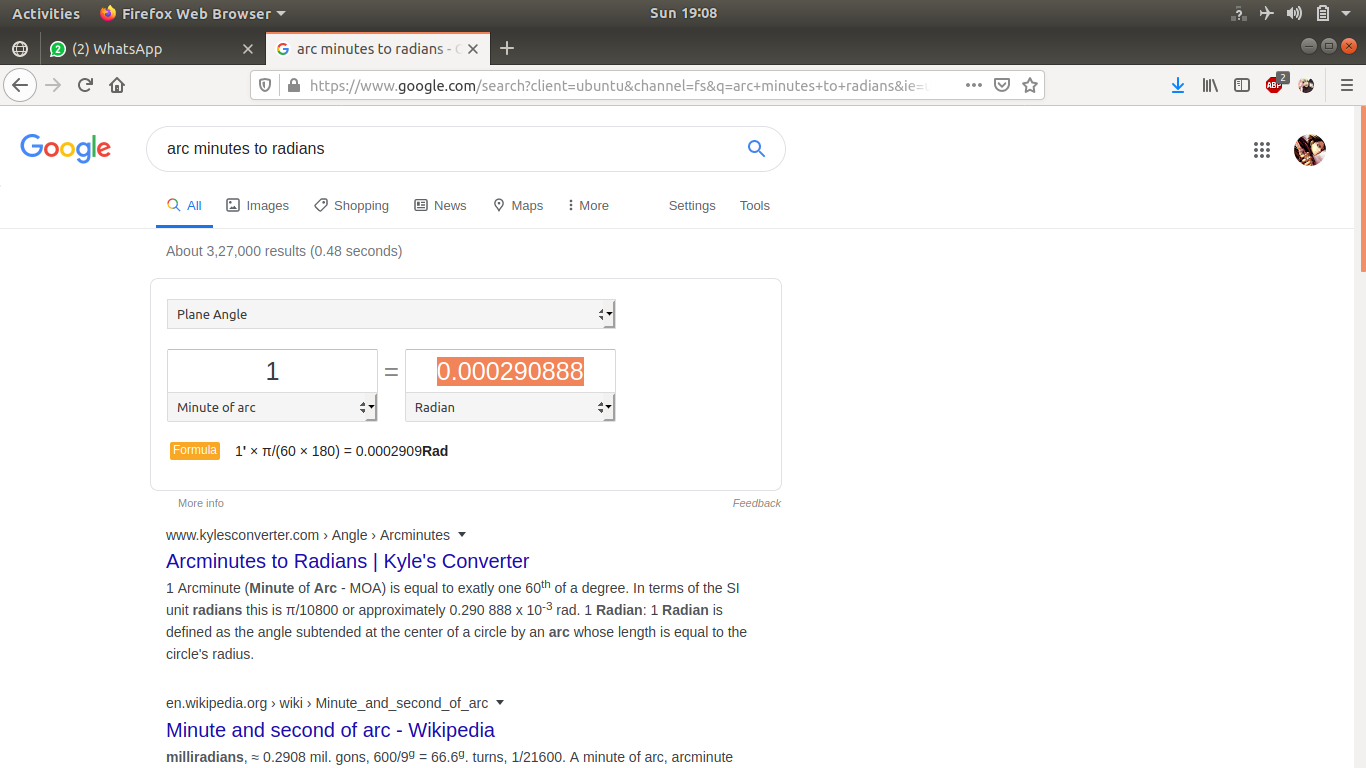 Activities Firefox Web Browser Sun 19:08
2 (2) WhatsApp arc minutes to radians -
https://www.google.com/search?client=ubuntu&channel=fs&q=arc+minutes+to+radians&ie= ABP 2
Google arc minutes to radians
All Images Shopping News Maps More Settings Tools
About 3,27,000 results (0.48 seconds)
Plane Angle
1 = 0.000290888
Minute of arc Radian
Formula 1' × π/(60 × 180) = 0.0002909Rad
More info Feedback
www.kylesconverter.com › Angle › Arcminutes
Arcminutes to Radians | Kyle's Converter
1 Arcminute (Minute of Arc - MOA) is equal to exatly one 60th of a degree. In terms of the SI
unit radians this is π/10800 or approximately 0.290 888 x 10-3 rad. 1 Radian: 1 Radian is
defined as the angle subtended at the center of a circle by an arc whose length is equal to the
circle's radius.
en.wikipedia.org › wiki › Minute_and_second_of_arc
Minute and second of arc - Wikipedia
milliradians, ≈ 0.2908 mil. gons, 600/9g = 66.6g. turns, 1/21600. A minute of arc, arcminute